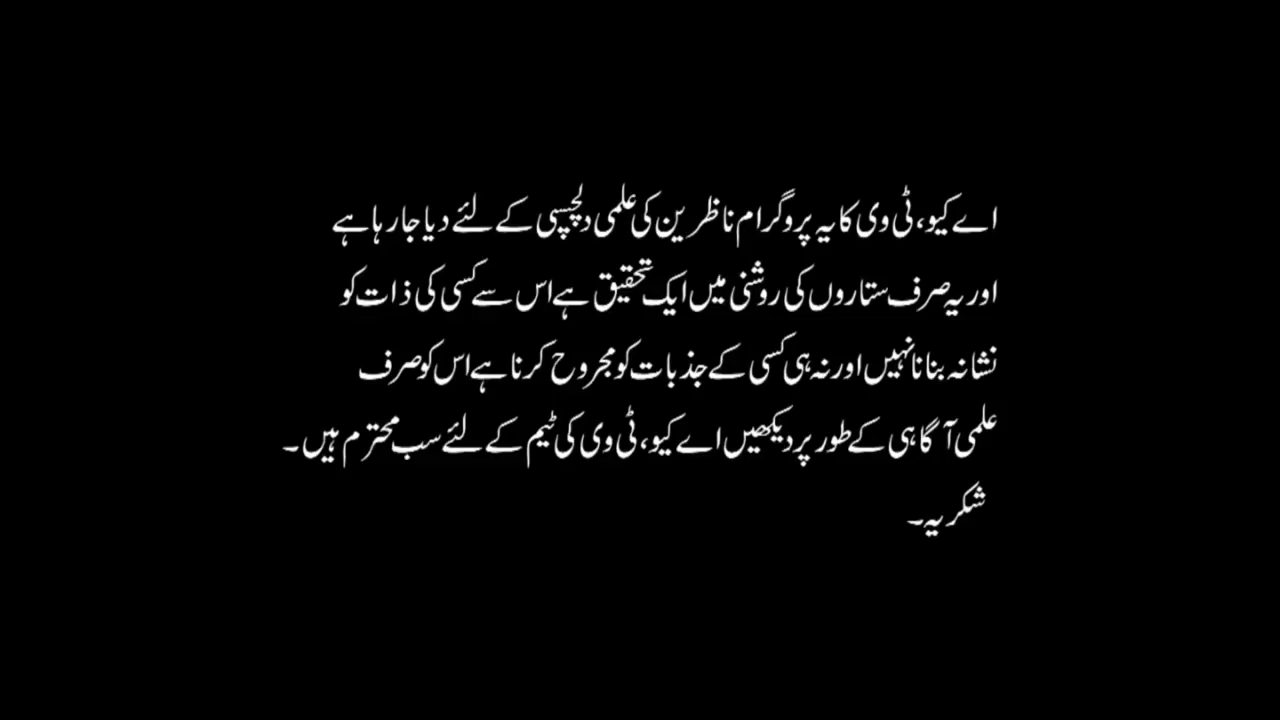 اے کیو، ٹی وی کا یہ پروگرام ناظرین کی علمی دلچسپی کے لئے دیا جا رہا ہے
اور یہ صرف ستاروں کی روشنی میں ایک تحقیق ہے اس سے کسی کی ذات کو
نشانہ بنانا نہیں اور نہ ہی کسی کے جذبات کو مجروح کرنا ہے اس کو صرف
علمی آگاہی کے طور پر دیکھیں اے کیو، ٹی وی کی ٹیم کے لئے سب محترم ہیں۔
شکریہ۔